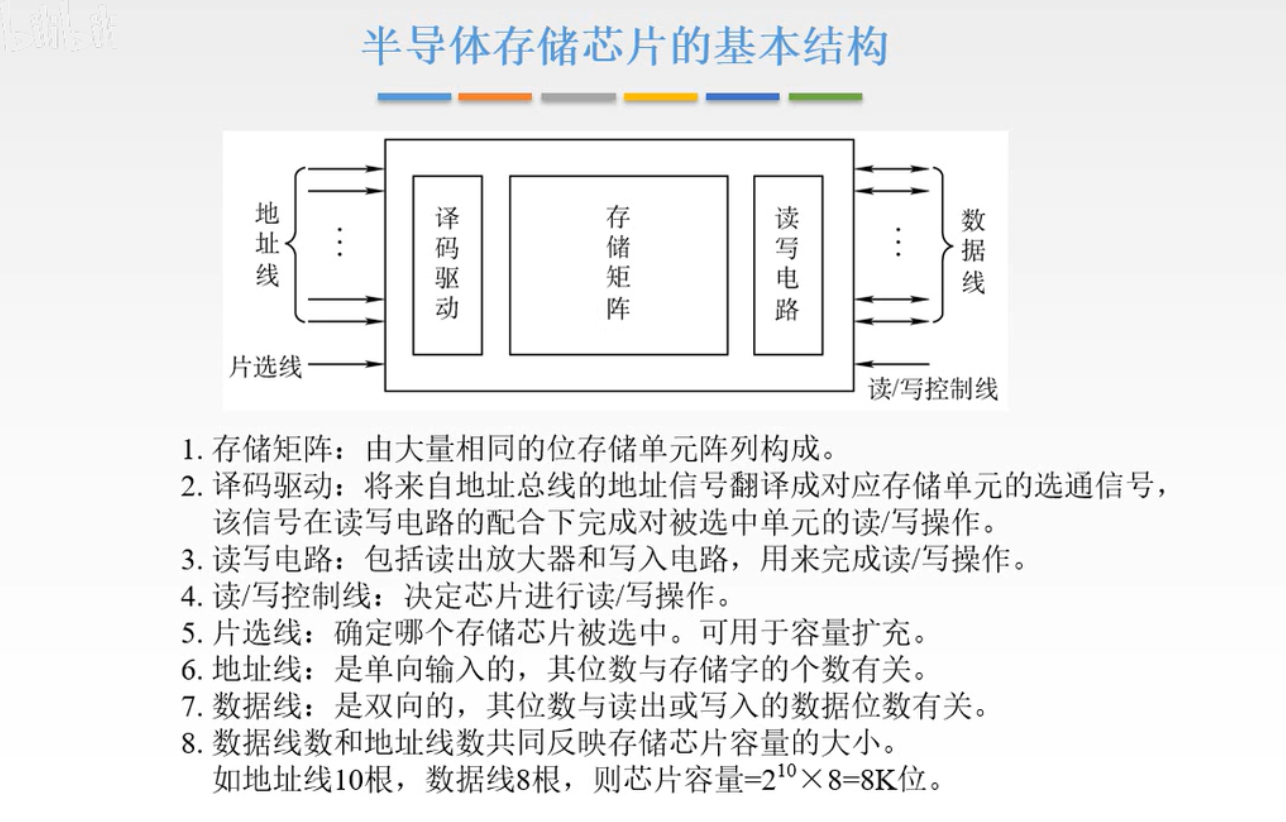 半导体存储芯片的基本结构
地址线
译码驱动
存储矩阵
读写电路
数据线
片选线
读/写控制线
1. 存储矩阵：由大量相同的位存储单元阵列构成。
2. 译码驱动：将来自地址总线的地址信号翻译成对应存储单元的选通信号，
该信号在读写电路的配合下完成对被选中单元的读/写操作。
3. 读写电路：包括读出放大器和写入电路，用来完成读/写操作。
4. 读/写控制线：决定芯片进行读/写操作。
5. 片选线：确定哪个存储芯片被选中。可用于容量扩充。
6. 地址线：是单向输入的，其位数与存储字的个数有关。
7. 数据线：是双向的，其位数与读出或写入的数据位数有关。
8. 数据线数和地址线数共同反映存储芯片容量的大小。
如地址线10根，数据线8根，则芯片容量=2¹⁰×8=8K位。